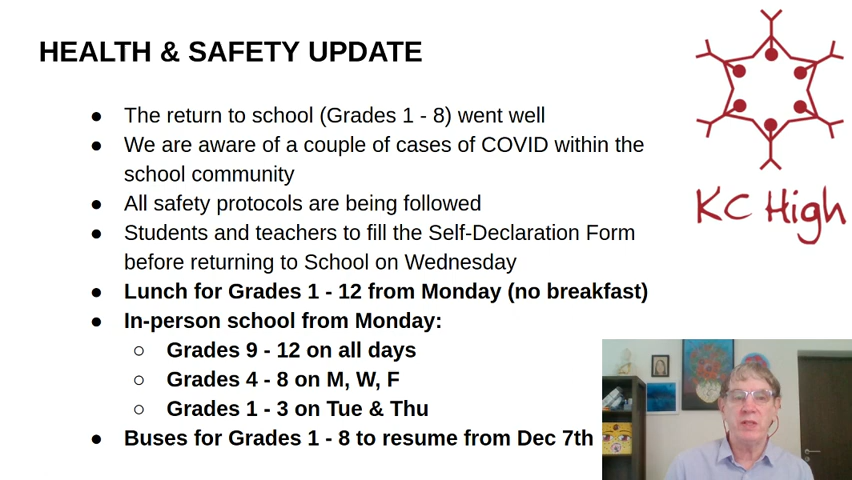 HEALTH & SAFETY UPDATE
● The return to school (Grades 1 - 8) went well
● We are aware of a couple of cases of COVID within the
school community
● All safety protocols are being followed
● Students and teachers to fill the Self-Declaration Form
before returning to School on Wednesday
● Lunch for Grades 1 - 12 from Monday (no breakfast)
● In-person school from Monday:
○ Grades 9 - 12 on all days
○ Grades 4 - 8 on M, W, F
○ Grades 1 - 3 on Tue & Thu
● Buses for Grades 1 - 8 to resume from Dec 7th
KC High